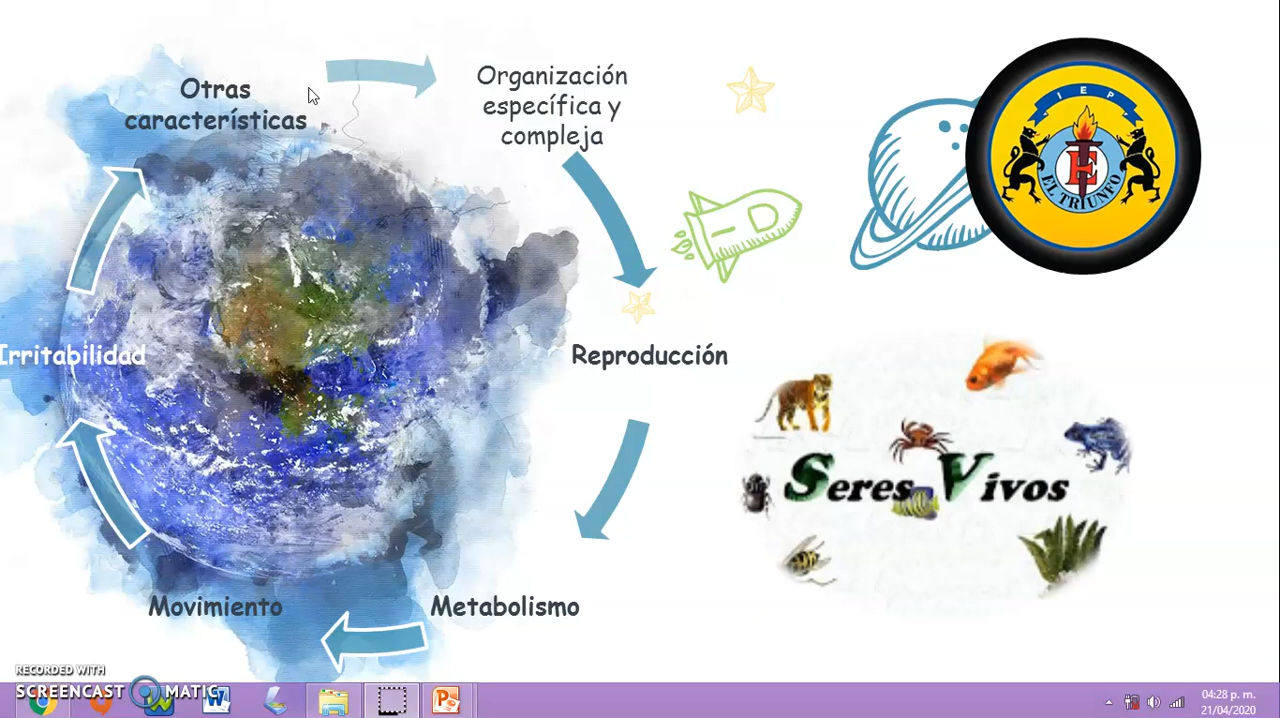 Otras
características
Organización
específica y
compleja
Reproducción
Metabolismo
Movimiento
Irritabilidad
I E P
E
EL TRIUNFO
Seres Vivos
RECORDED WITH
SCREENCAST MATIC
04:28 p. m.
21/04/2020